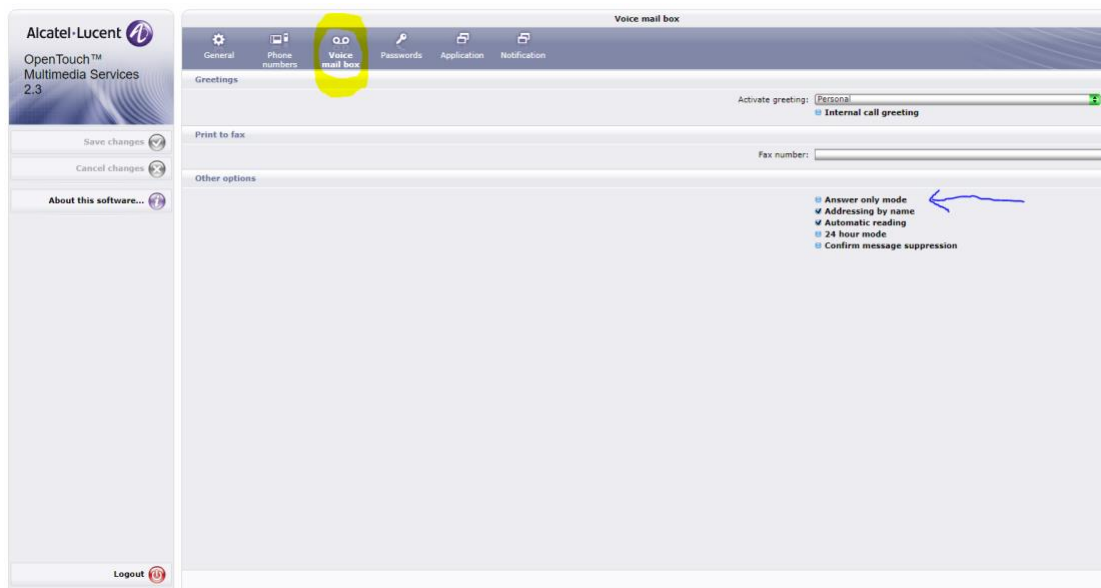 Alcatel·Lucent
OpenTouch™
Multimedia Services
2.3
Save changes
Cancel changes
About this software...
Logout
Voice mail box
General
Phone
numbers
Voice
mail box
Passwords
Application
Notification
Greetings
Activate greeting: Personal
Internal call greeting
Print to fax
Fax number:
Other options
Answer only mode
Addressing by name
Automatic reading
24 hour mode
Confirm message suppression